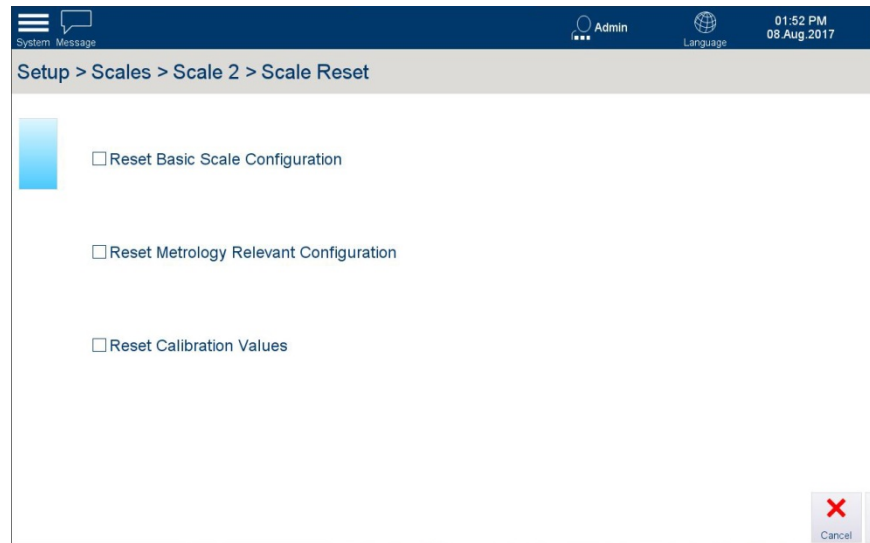 System Message
Admin
Language
01:52 PM
08.Aug.2017
Setup > Scales > Scale 2 > Scale Reset
Reset Basic Scale Configuration
Reset Metrology Relevant Configuration
Reset Calibration Values
Cancel